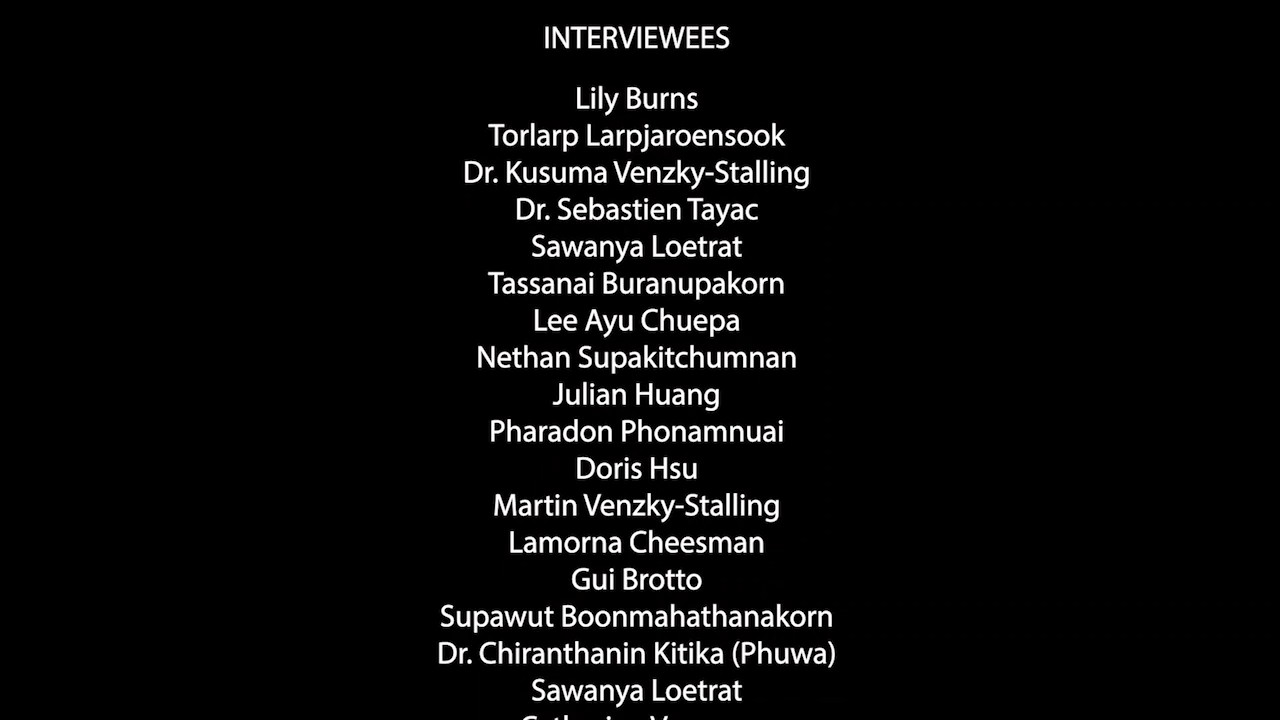 INTERVIEWEES
Lily Burns
Torlarp Larpjaroensook
Dr. Kusuma Venzky-Stalling
Dr. Sebastien Tayac
Sawanya Loetrat
Tassanai Buranupakorn
Lee Ayu Chuepa
Nethan Supakitchumnan
Julian Huang
Pharadon Phonamnuai
Doris Hsu
Martin Venzky-Stalling
Lamorna Cheesman
Gui Brotto
Supawut Boonmahathanakorn
Dr. Chiranthanin Kitika (Phuwa)
Sawanya Loetrat